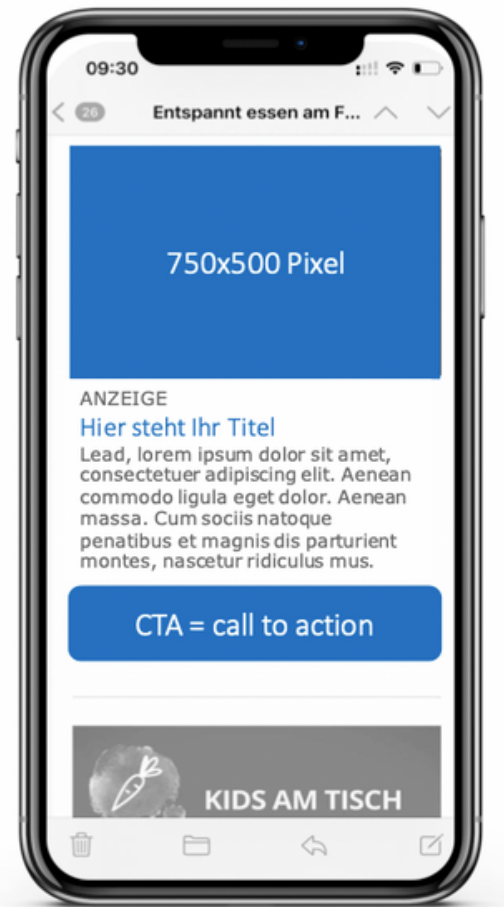 09:30
26
Entspannt essen am F...
750x500 Pixel
ANZEIGE
Hier steht Ihr Titel
Lead, lorem ipsum dolor sit amet,
consectetuer adipiscing elit. Aenean
commodo ligula eget dolor. Aenean
massa. Cum sociis natoque
penatibus et magnis dis parturient
montes, nascetur ridiculus mus.
CTA = call to action
KIDS AM TISCH